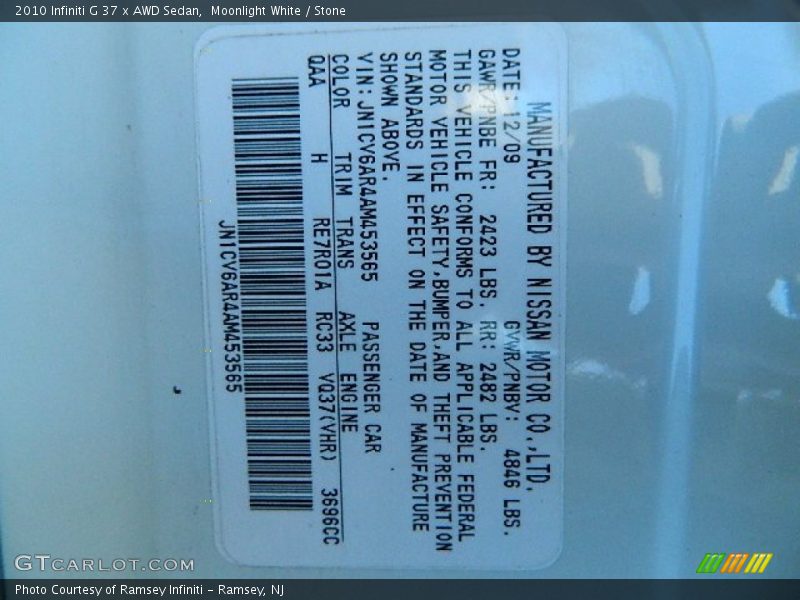 2010 Infiniti G 37 x AWD Sedan,  Moonlight White / Stone
MANUFACTURED BY NISSAN MOTOR CO.,LTD.
DATE: 12/09 GVWR/PNBV: 4846 LBS.
GAWR/PNBE FR: 2423 LBS. RR: 2482 LBS.
THIS VEHICLE CONFORMS TO ALL APPLICABLE FEDERAL
MOTOR VEHICLE SAFETY,BUMPER,AND THEFT PREVENTION
STANDARDS IN EFFECT ON THE DATE OF MANUFACTURE
SHOWN ABOVE.
VIN:JN1CV6AR4AM453565 PASSENGER CAR
COLOR TRIM TRANS AXLE ENGINE
QAA H RE7R01A RC33 VQ37(VHR) 3696CC
JN1CV6AR4AM453565
GTCARLOT.COM
Photo Courtesy of Ramsey Infiniti – Ramsey, NJ